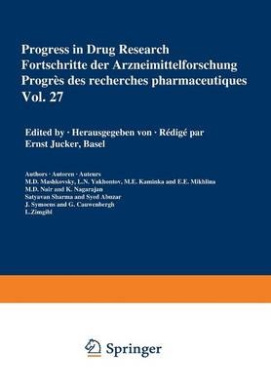 Progress in Drug Research
Fortschritte der Arzneimittelforschung
Progrès des recherches pharmaceutiques
Vol. 27
Edited by · Herausgegeben von · Rédigé par
Ernst Jucker, Basel
Authors · Autoren · Auteurs
M.D. Mashkovsky, L.N. Yakhontov, M.E. Kaminka and E.E. Mikhlina
M.D. Nair and K. Nagarajan
Satyavan Sharma and Syed Abuzar
J. Symoens and G. Cauwenbergh
L.Zirngibl
Springer